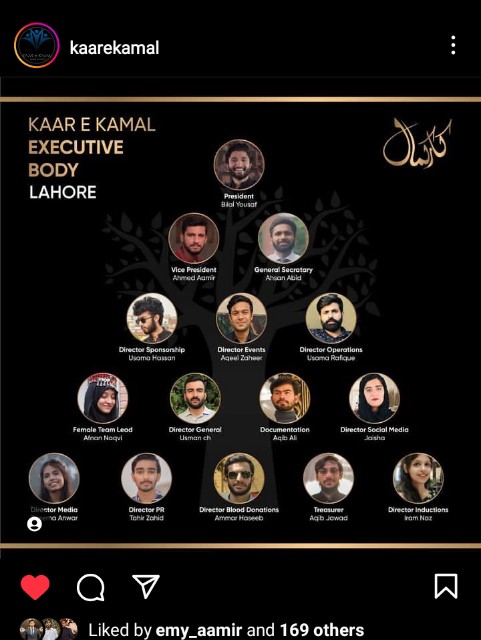 kaarekamal
KAAR E KAMAL
EXECUTIVE
BODY
LAHORE
کارِکمال
President
Bilal Yousaf
Vice President
Ahmed Aamir
General Secratary
Ahsan Abid
Director Sponsorship
Usama Hassan
Director Events
Aqeel Zaheer
Director Operations
Usama Rafique
Female Team Lead
Afnan Naqvi
Director General
Usman ch
Documentation
Aqib Ali
Director Social Media
Jaisha
Director Media
Anwar
Director PR
Tahir Zahid
Director Blood Donations
Ammar Haseeb
Treasurer
Aqib Jawad
Director Inductions
Iram Naz
Liked by emy_aamir and 169 others